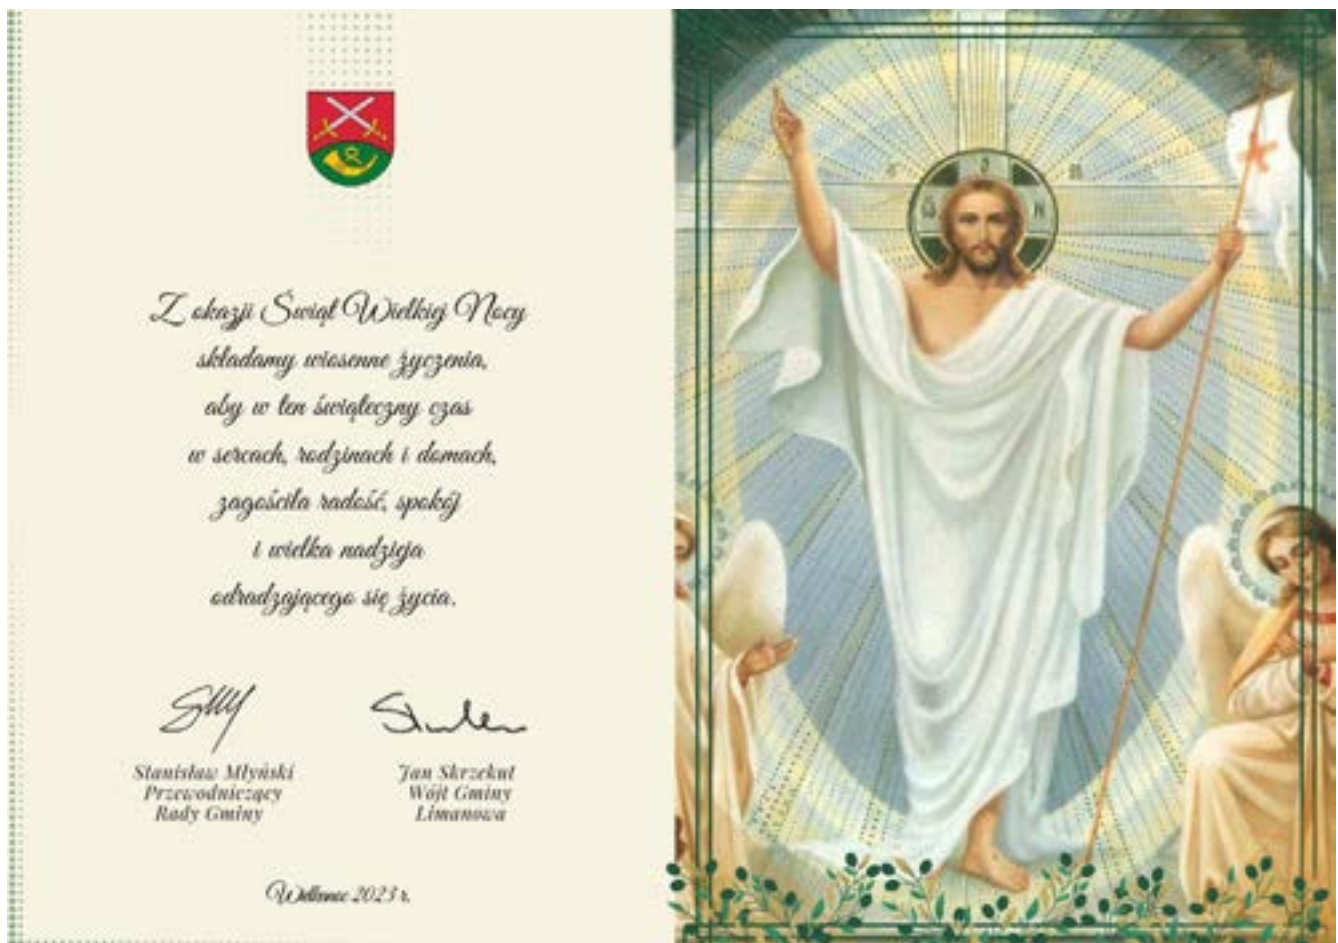 Z okazji Świąt Wielkiej Nocy
składamy wiosenne życzenia,
aby w ten świąteczny czas
w sercach, rodzinach i domach,
zagościła radość, spokój
i wielka nadzieja
odradzającego się życia.
Stanisław Młyński
Przewodniczący
Rady Gminy
Jan Skrzekut
Wójt Gminy
Limanowa
Wielkanoc 2023 r.